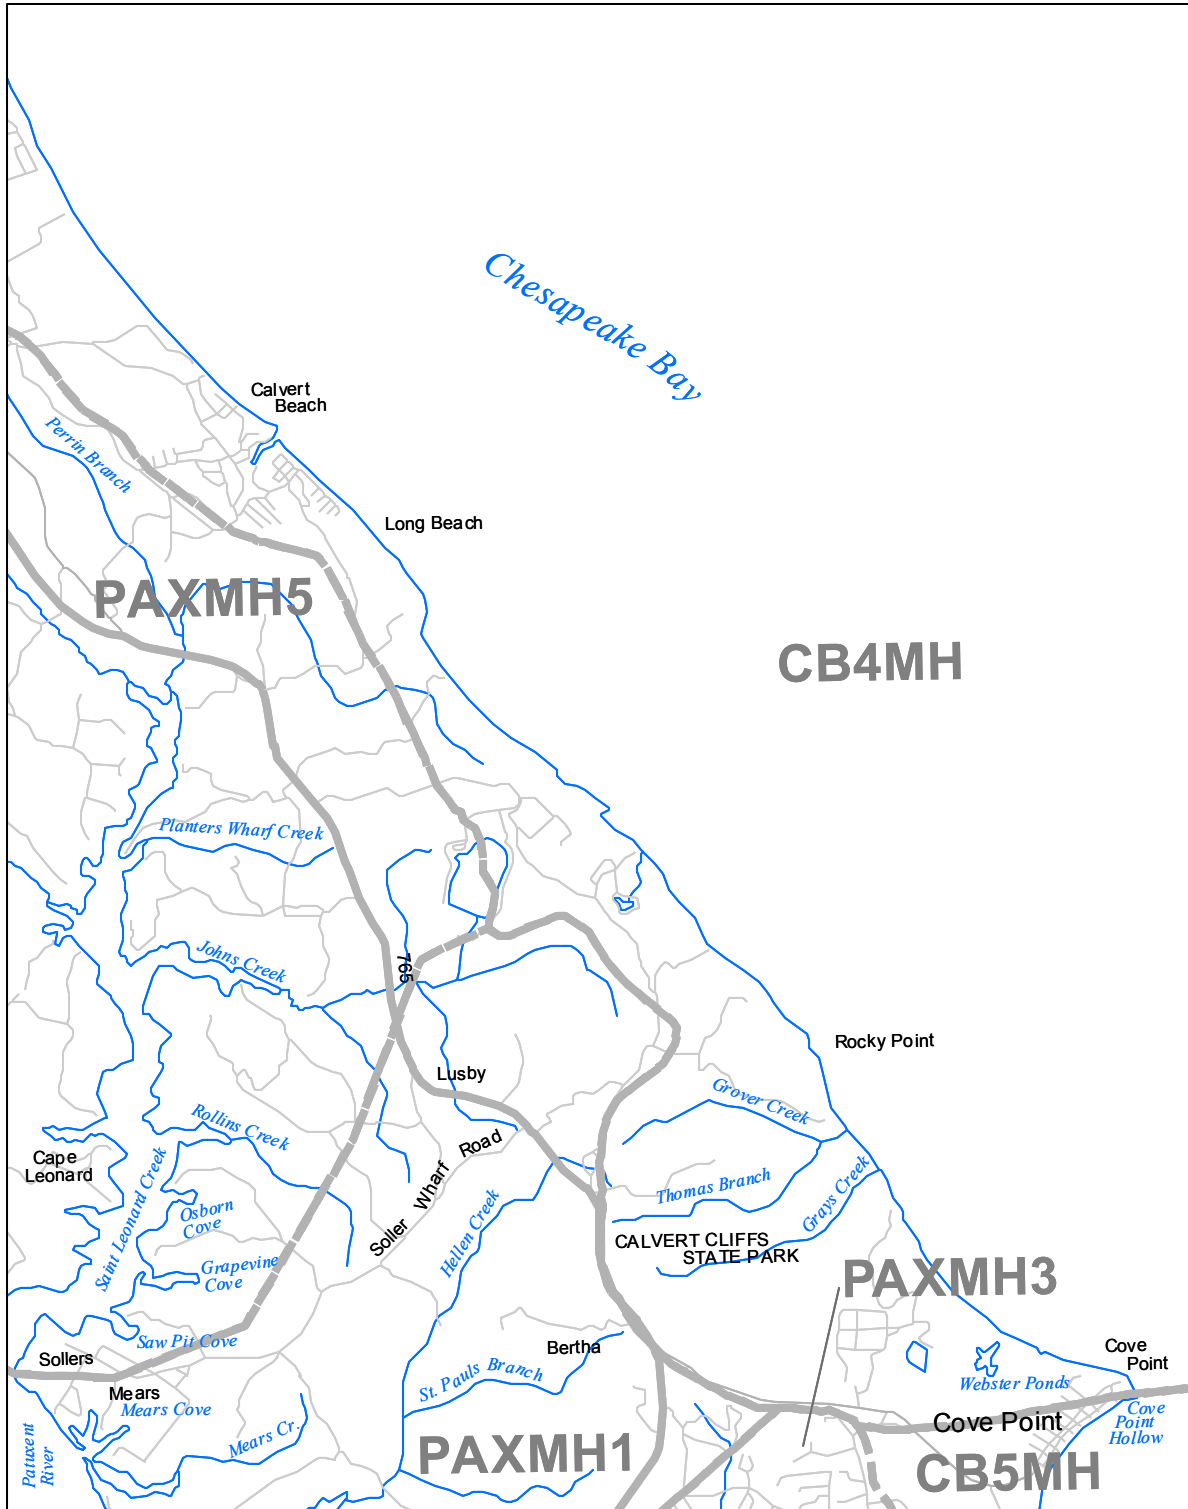 Chesapeake Bay
Calvert
Beach
Perrin Branch
Long Beach
PAXMH5
CB4MH
Planters Wharf Creek
Johns Creek
765
Rocky Point
Lusby
Grover Creek
Rollins Creek
Soller Wharf Road
Cape
Leonard
Saint Leonard Creek
Thomas Branch
Grays Creek
Osborn
Cove
Hellen Creek
CALVERT CLIFFS
STATE PARK
Grapevine
Cove
PAXMH3
Saw Pit Cove
Bertha
Cove
Point
Sollers
St. Pauls Branch
Webster Ponds
Mears
Mears Cove
Cove Point
Cove
Point
Hollow
Mears Cr.
Patuxent
River
PAXMH1
CB5MH